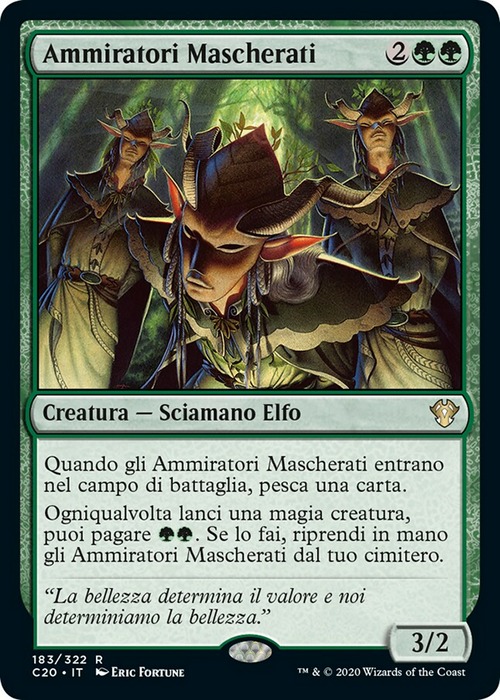 Ammiratori Mascherati 2
Creatura — Sciamano Elfo
Quando gli Ammiratori Mascherati entrano
nel campo di battaglia, pesca una carta.
Ogniqualvolta lanci una magia creatura,
puoi pagare . Se lo fai, riprendi in mano
gli Ammiratori Mascherati dal tuo cimitero.
“La bellezza determina il valore e noi
determiniamo la bellezza.”
3/2
183/322 R
C20 • IT Eric Fortune
™ & © 2020 Wizards of the Coast